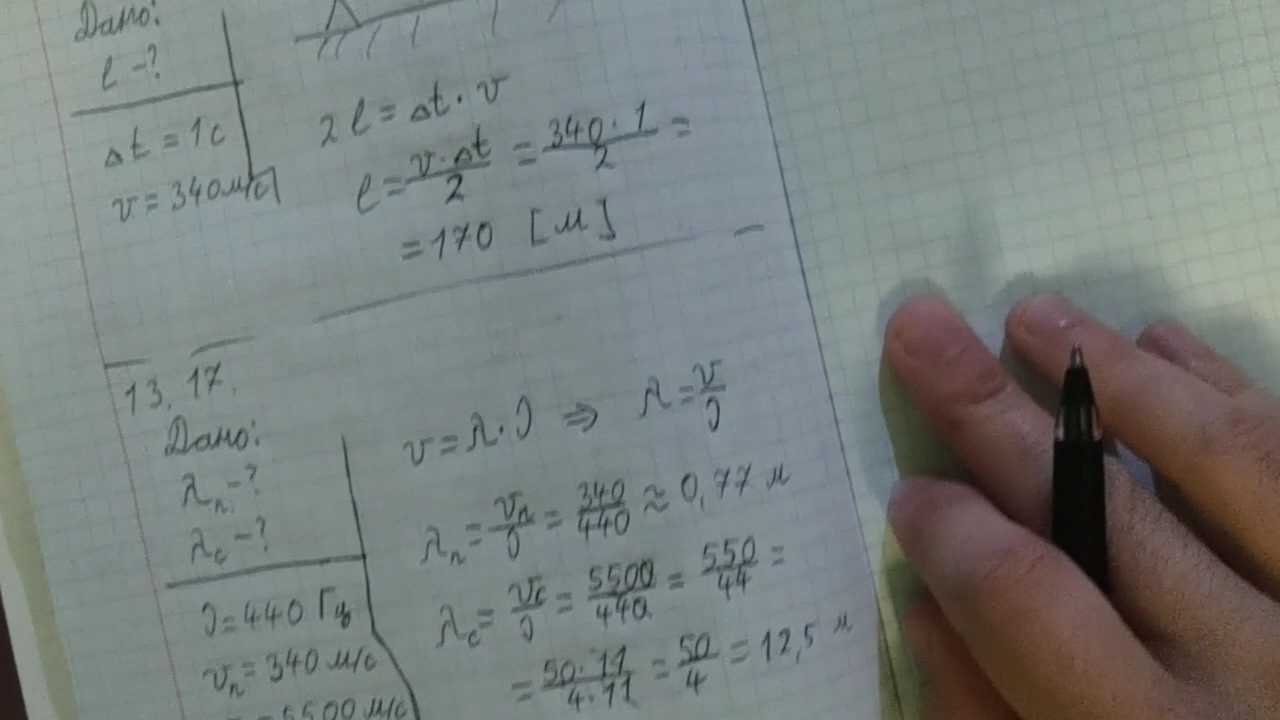 Дано:
l -?
Δt = 1c
v = 340 м/с
2 l = Δt · v
l = v · Δt / 2 = 340 · 1 / 2 =
= 170 [м]
13. 17.
Дано:
λп -?
λс -?
ν = 440 Гц
vп = 340 м/с
= 5500 м/с
v = λ · ν ⇒ λ = v / ν
λп = vп / ν = 340 / 440 ≈ 0,77 м
λс = vс / ν = 5500 / 440 = 550 / 44 =
= 50 · 11 / 4 · 11 = 50 / 4 = 12,5 м